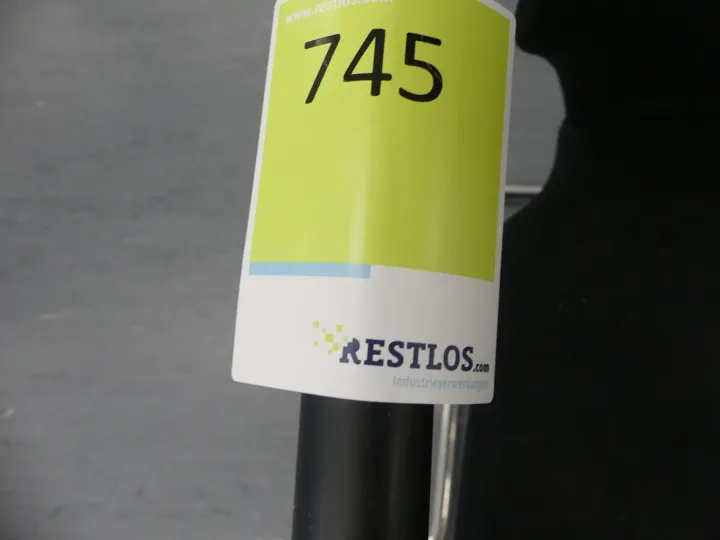 www.restlos.com
745
RESTLOS.com
Industrieverwertungen